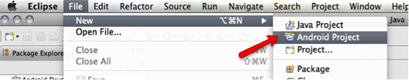 Eclipse File Edit Refactor Source Run Navigate Search Project Window H
New ⌥⌘N Java Project
Open File... Android Project
Package Explorer Project...
Close
Close All ⇧⌘W Package
Class